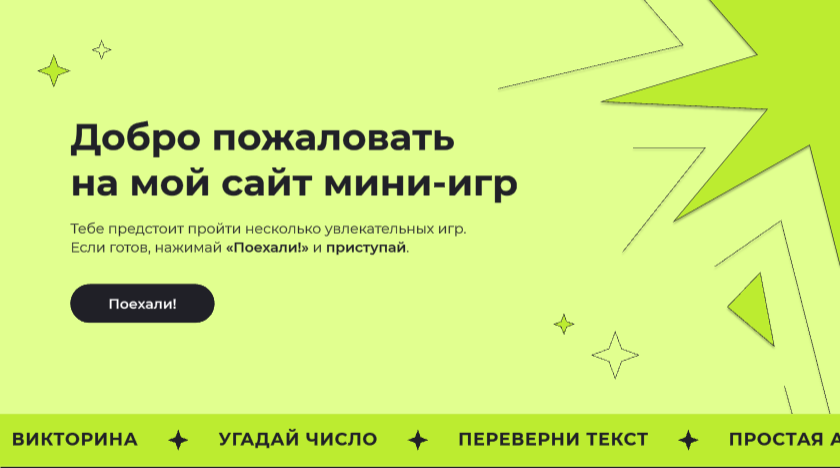 Добро пожаловать
на мой сайт мини-игр
Тебе предстоит пройти несколько увлекательных игр.
Если готов, нажимай «Поехали!» и приступай.
Поехали!
ВИКТОРИНА УГАДАЙ ЧИСЛО ПЕРЕВЕРНИ ТЕКСТ ПРОСТАЯ